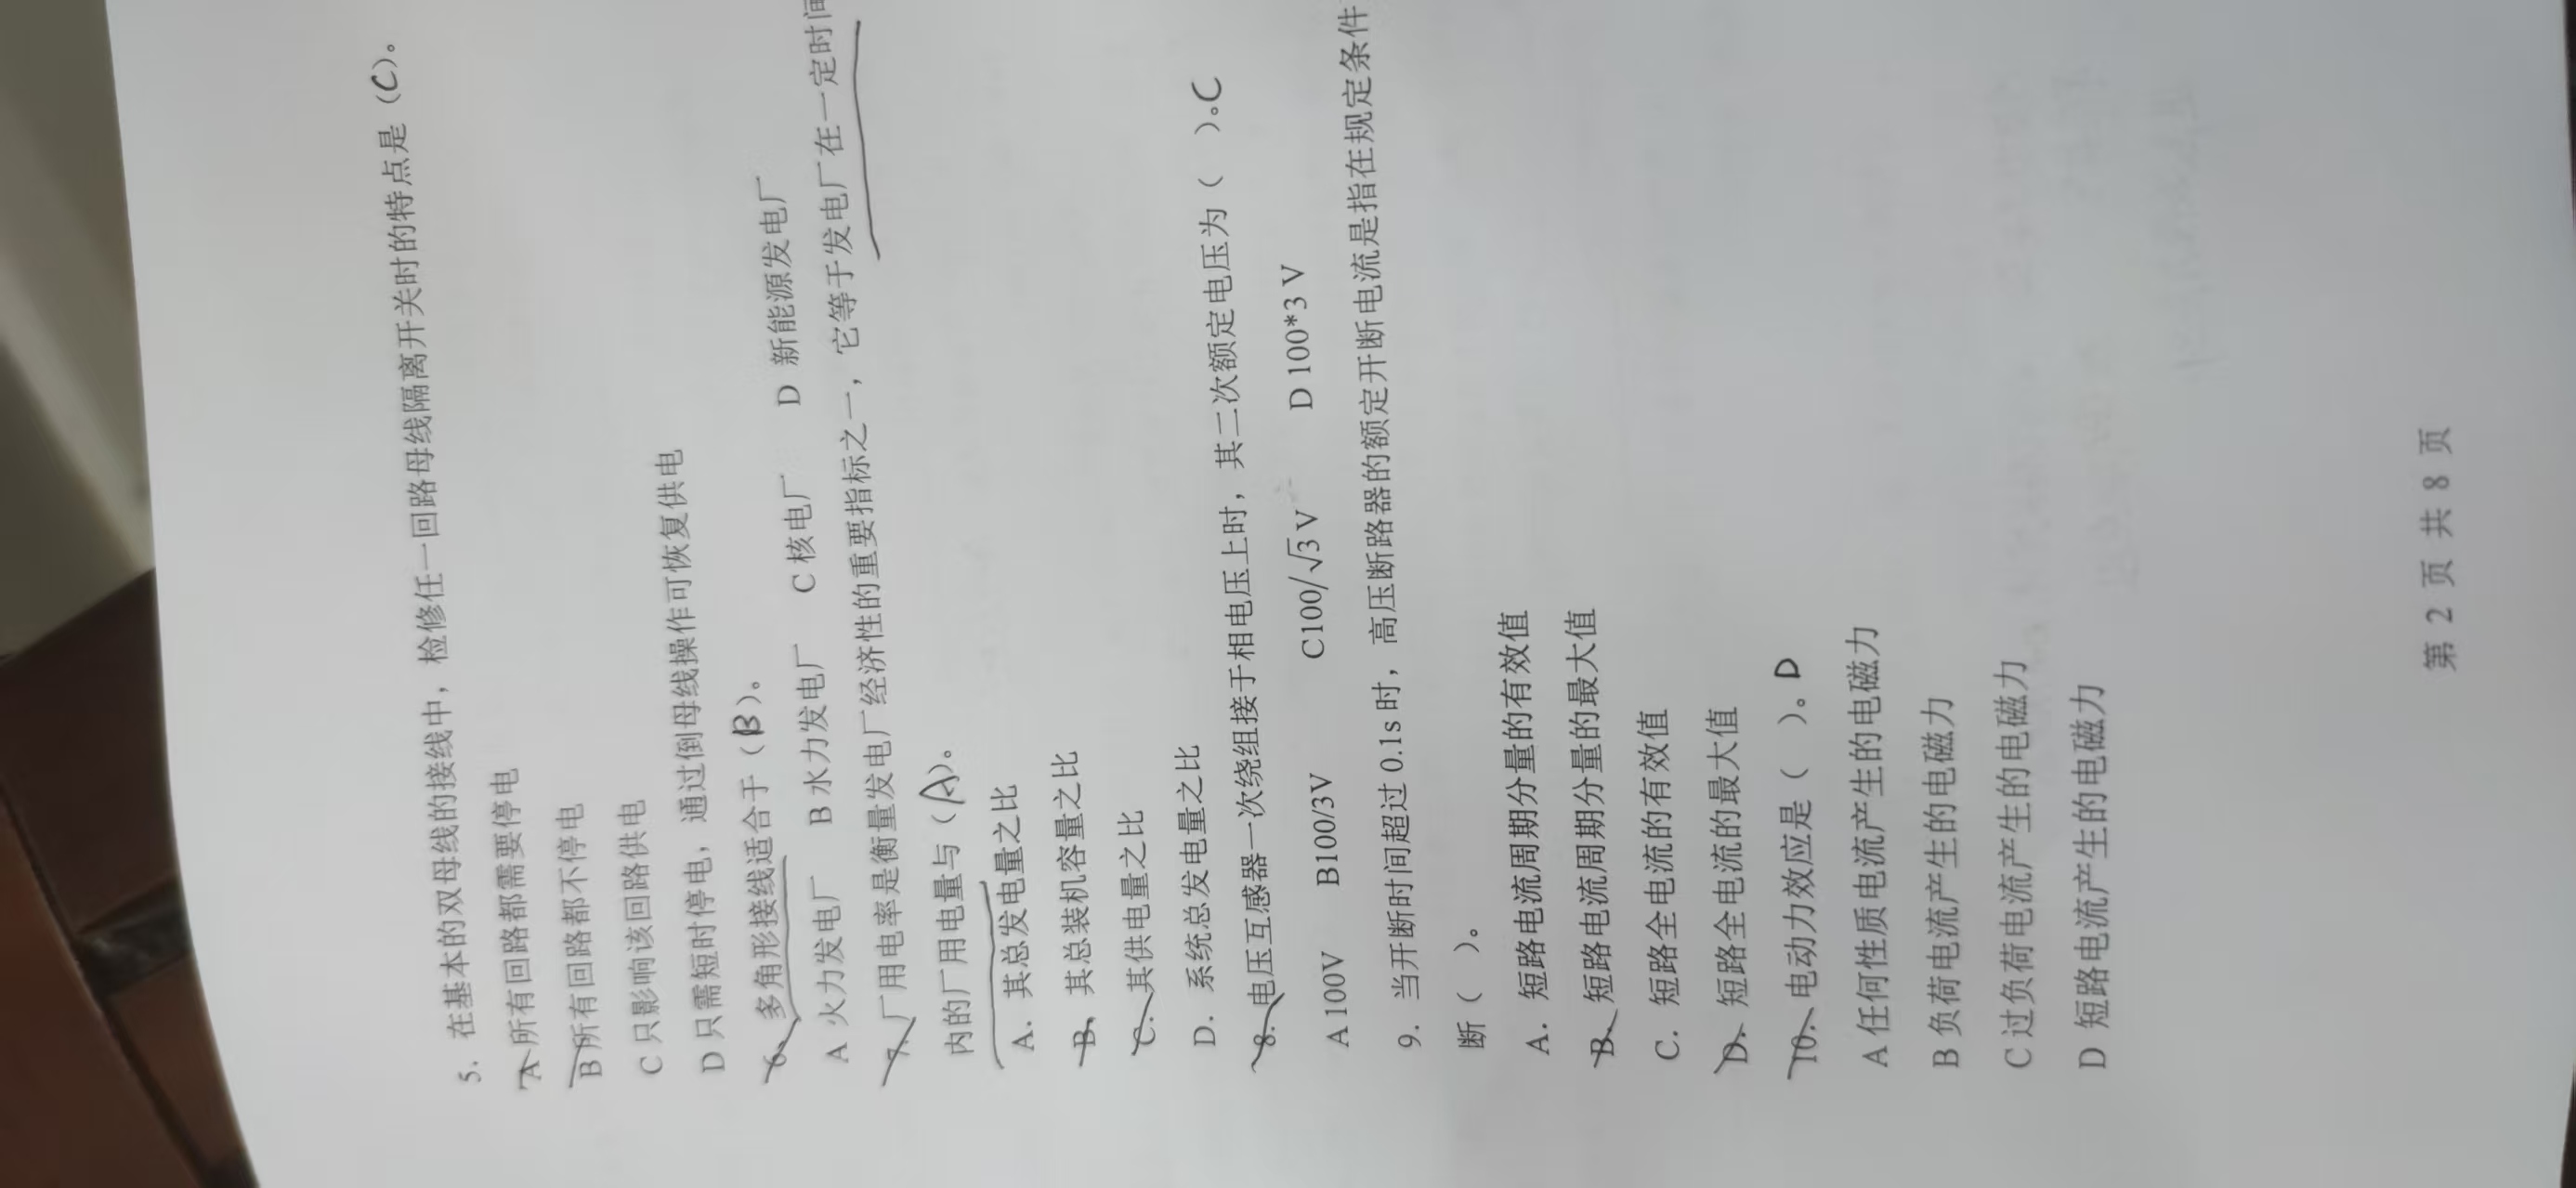 5. 在基本的双母线的接线中，检修任一回路母线隔离开关时的特点是（C）。
A 所有回路都需要停电
B 所有回路都不停电
C 只影响该回路供电
D 只需短时停电，通过倒母线操作可恢复供电
6. 多角形接线适合于（B）。
A 火力发电厂 B 水力发电厂 C 核电厂 D 新能源发电厂
7. 厂用电率是衡量发电厂经济性的重要指标之一，它等于发电厂在一定时间
内的厂用电量与（A）。
A. 其总发电量之比
B. 其总装机容量之比
C. 其供电量之比
D. 系统总发电量之比
8. 电压互感器一次绕组接于相电压上时，其二次额定电压为（ ）。C
A 100V B100/3V C100/√3 V D 100*3 V
9. 当开断时间超过 0.1s 时，高压断路器的额定开断电流是指在规定条件
断（ ）。
A. 短路电流周期分量的有效值
B. 短路电流周期分量的最大值
C. 短路全电流的有效值
D. 短路全电流的最大值
10. 电动力效应是（ ）。D
A 任何性质电流产生的电磁力
B 负荷电流产生的电磁力
C 过负荷电流产生的电磁力
D 短路电流产生的电磁力
第 2 页 共 8 页